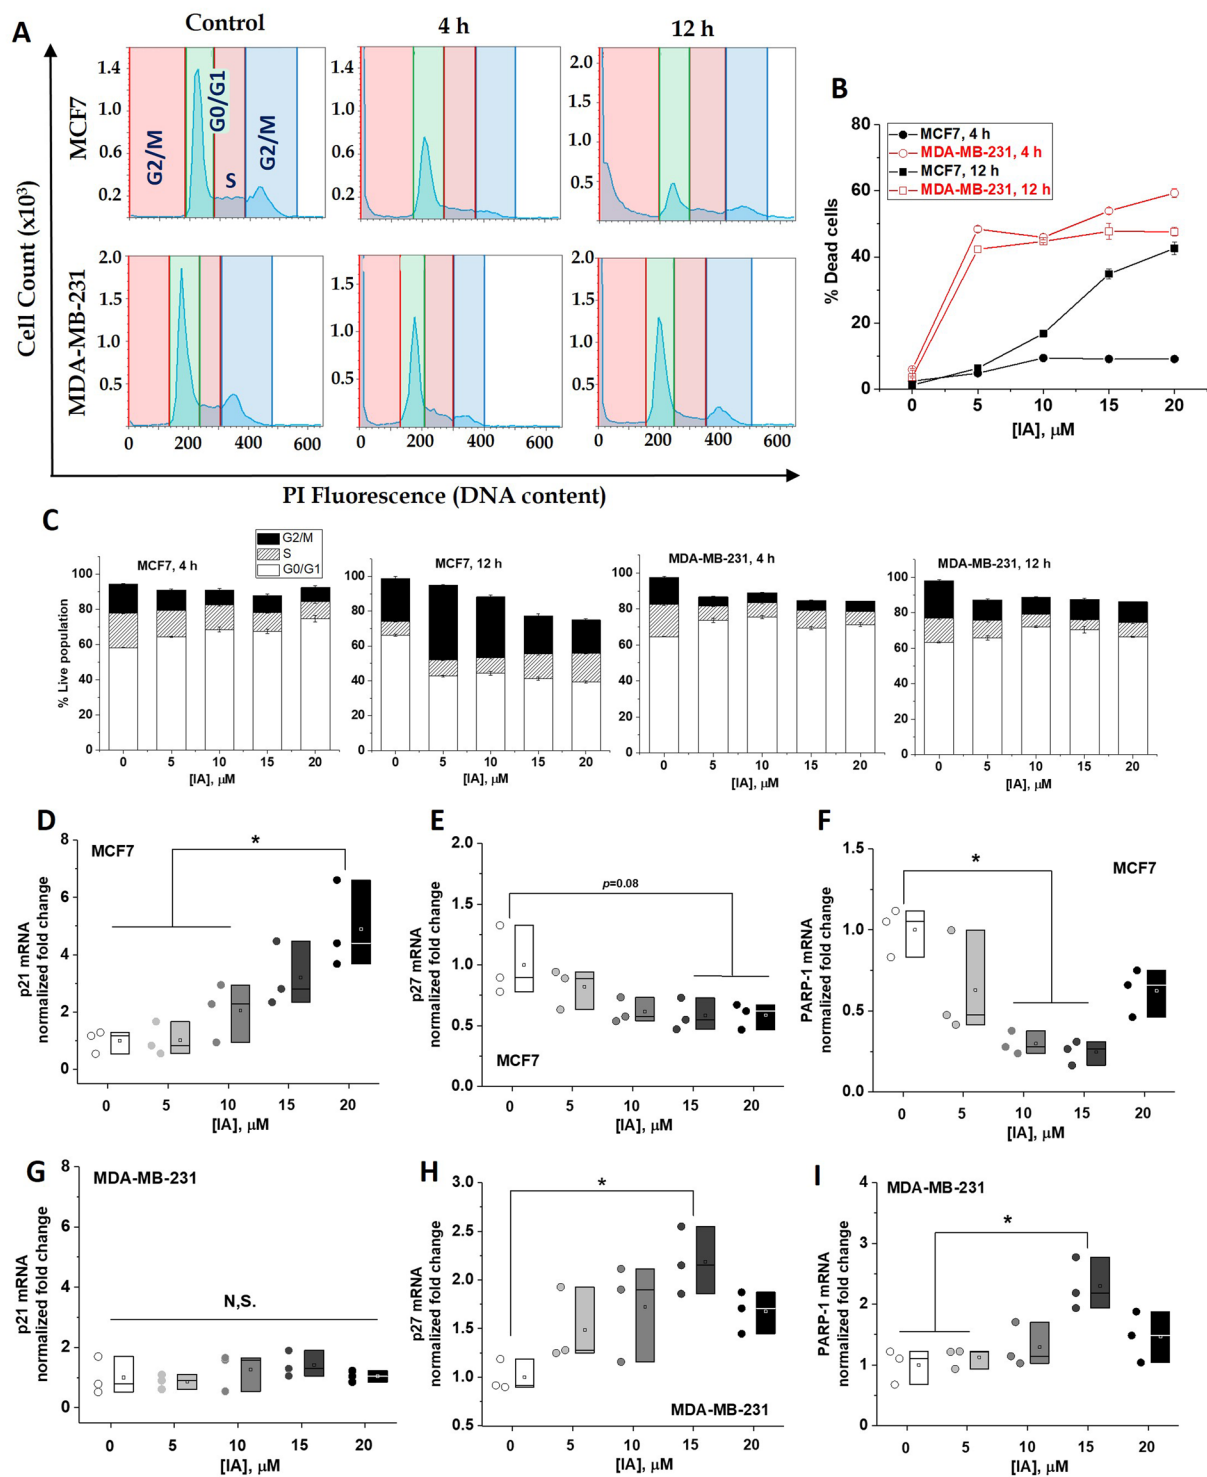 A
Control
4 h
12 h
Cell Count (x10³)
MCF7
1.4
1.0
0.6
0.2
G2/M
G0/G1
S
G2/M
1.4
1.0
0.6
0.2
2.0
1.5
1.0
0.5
MDA-MB-231
2.0
1.5
1.0
0.5
0 200 400 600
1.5
1.0
0.5
0 200 400 600
2.0
1.5
1.0
0.5
0 200 400 600
PI Fluorescence (DNA content)
B
MCF7, 4 h
MDA-MB-231, 4 h
MCF7, 12 h
MDA-MB-231, 12 h
% Dead cells
80
60
40
20
0
0 5 10 15 20
[IA], μM
C
G2/M
S
G0/G1
% Live population
MCF7, 4 h
100
80
60
40
20
0
0 5 10 15 20
[IA], μM
MCF7, 12 h
100
80
60
40
20
0
0 5 10 15 20
[IA], μM
MDA-MB-231, 4 h
100
80
60
40
20
0
0 5 10 15 20
[IA], μM
MDA-MB-231, 12 h
100
80
60
40
20
0
0 5 10 15 20
[IA], μM
D
MCF7
*
p21 mRNA
normalized fold change
8
6
4
2
0
0 5 10 15 20
[IA], μM
E
p=0.08
p27 mRNA
normalized fold change
2.0
1.5
1.0
0.5
0.0
MCF7
0 5 10 15 20
[IA], μM
F
*
MCF7
PARP-1 mRNA
normalized fold change
1.5
1.0
0.5
0.0
0 5 10 15 20
[IA], μM
G
MDA-MB-231
N,S.
p21 mRNA
normalized fold change
8
6
4
2
0
0 5 10 15 20
[IA], μM
H
*
p27 mRNA
normalized fold change
3.0
2.5
2.0
1.5
1.0
0.5
MDA-MB-231
0 5 10 15 20
[IA], μM
I
MDA-MB-231
*
PARP-1 mRNA
normalized fold change
4
3
2
1
0
0 5 10 15 20
[IA], μM